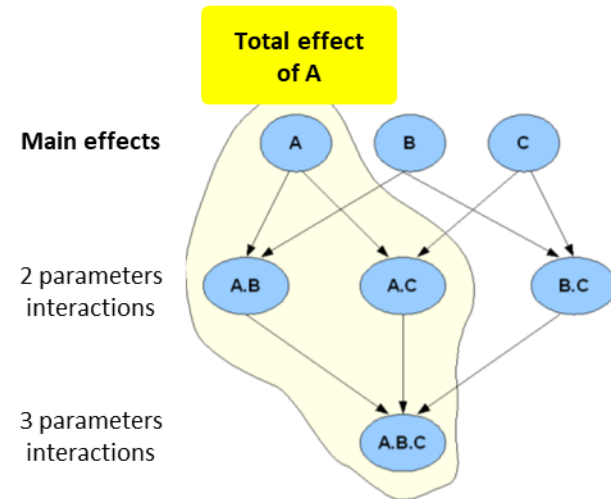 Total effect
of A
Main effects
A
B
C
2 parameters
interactions
A.B
A.C
B.C
3 parameters
interactions
A.B.C